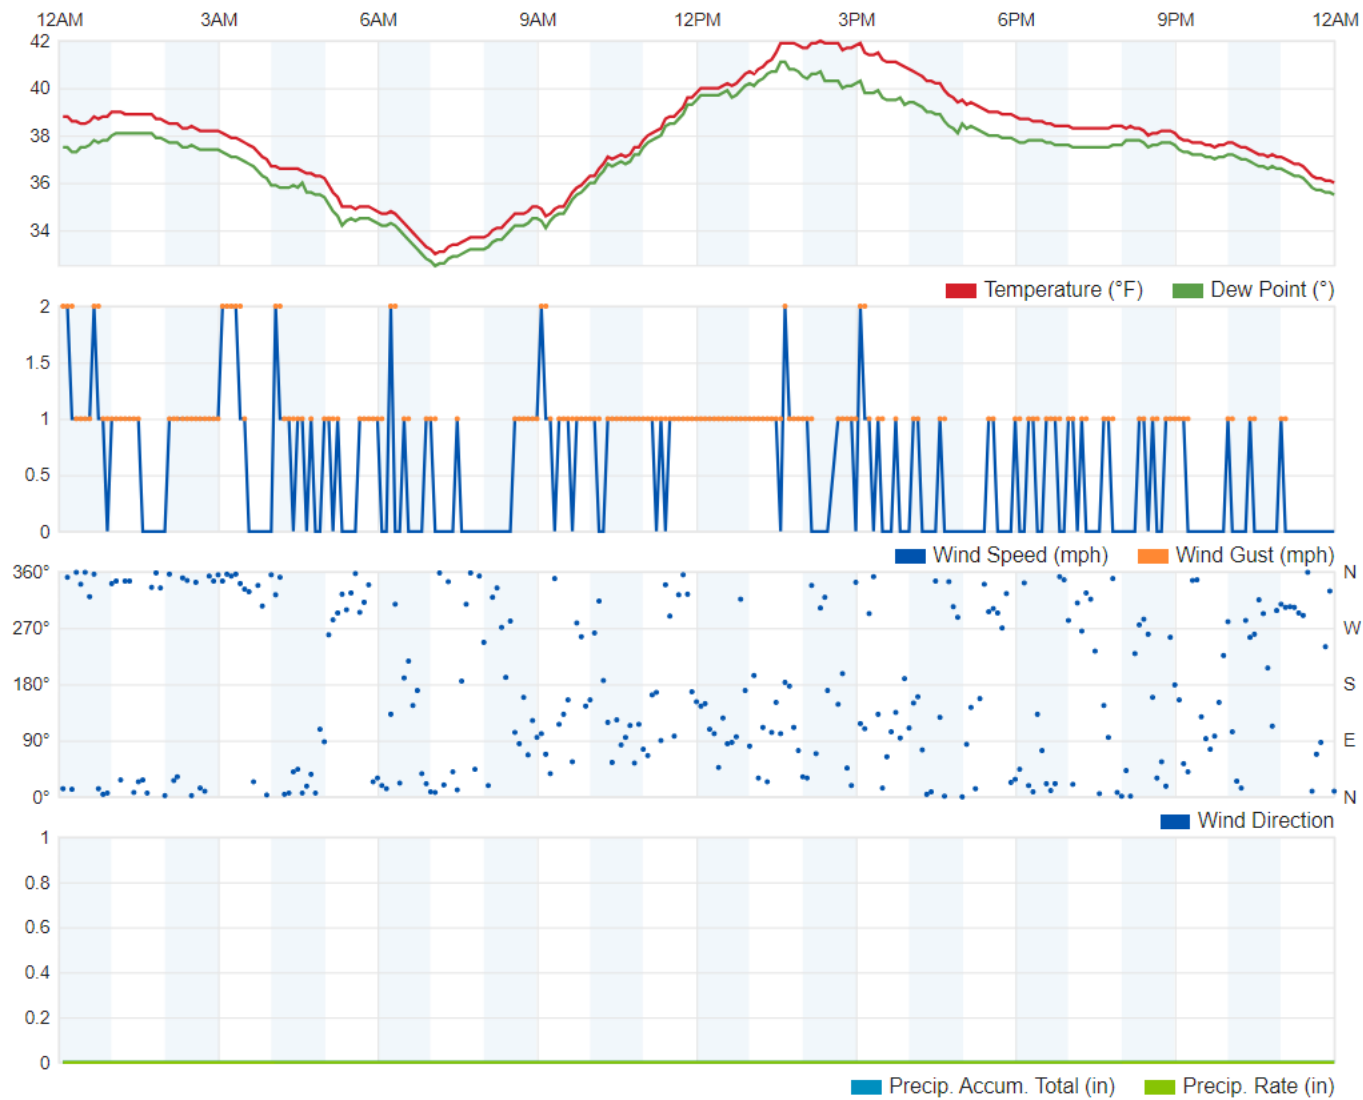 12AM 3AM 6AM 9AM 12PM 3PM 6PM 9PM 12AM
42
40
38
36
34
Temperature (°F) Dew Point (°)
2
1.5
1
0.5
0
Wind Speed (mph) Wind Gust (mph)
360° N
270° W
180° S
90° E
0° N
Wind Direction
1
0.8
0.6
0.4
0.2
0
Precip. Accum. Total (in) Precip. Rate (in)